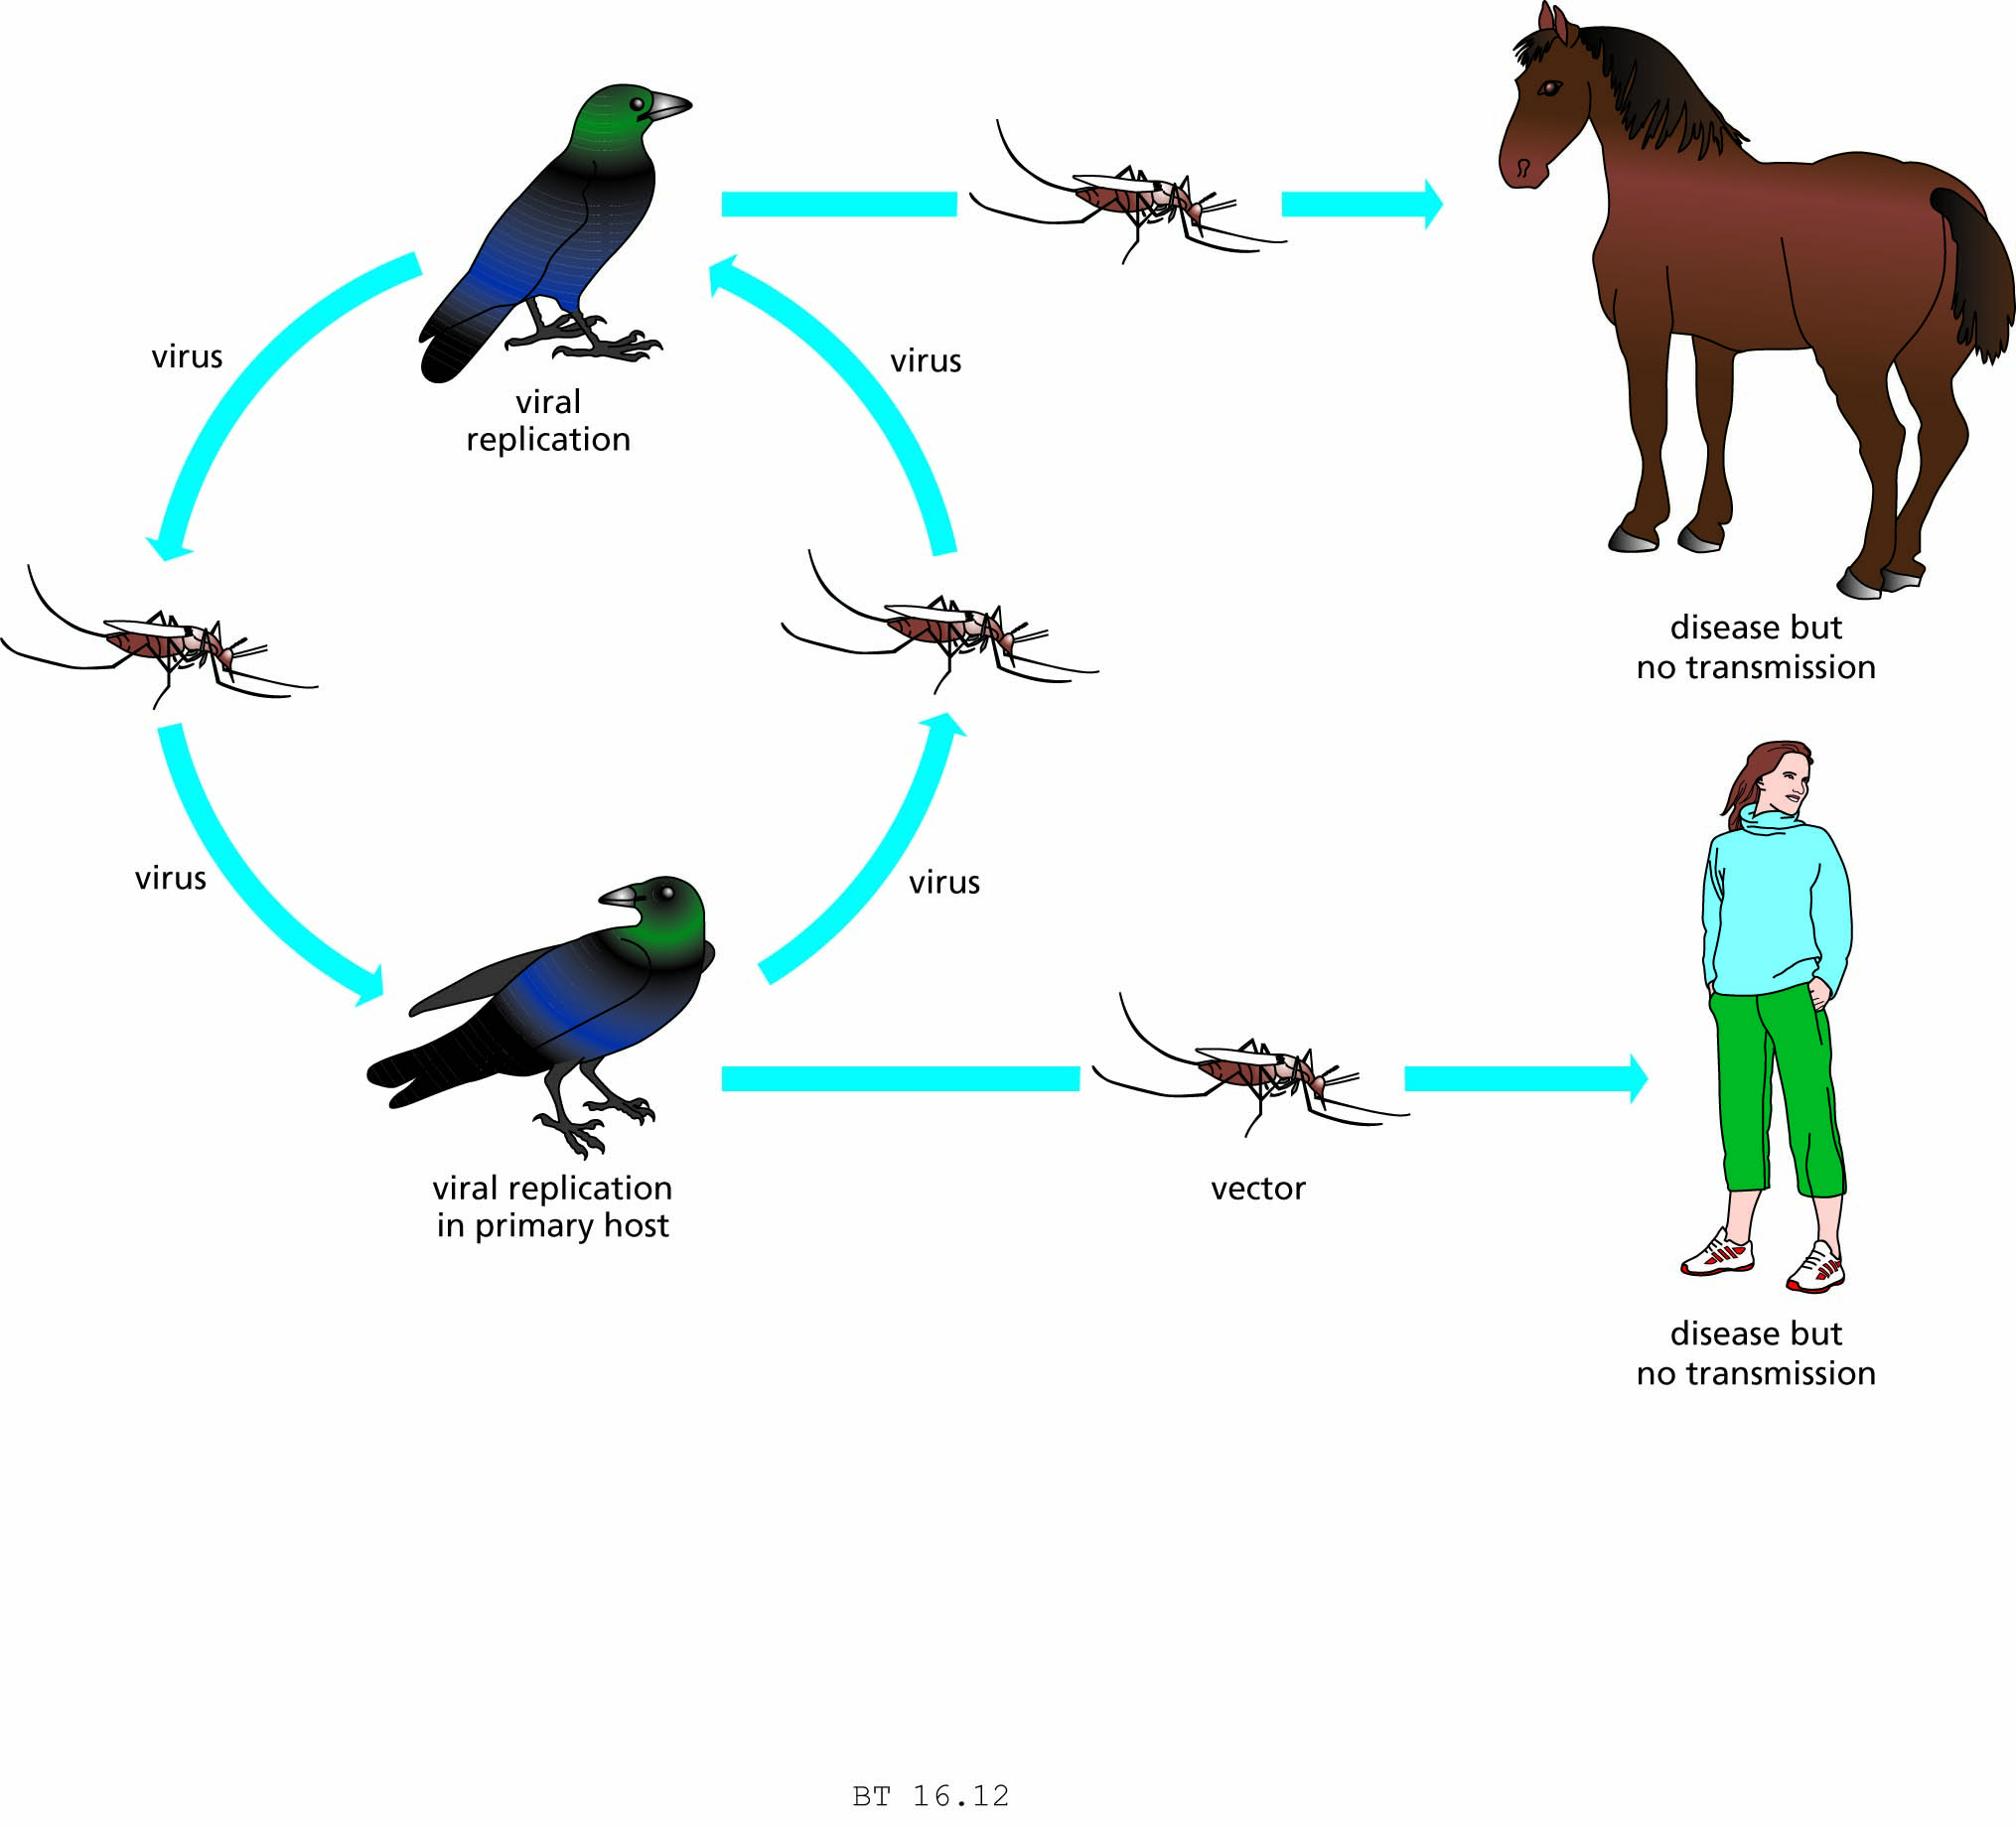 virus
virus
viral
replication
disease but
no transmission
virus
virus
viral replication
in primary host
vector
disease but
no transmission
BT 16.12